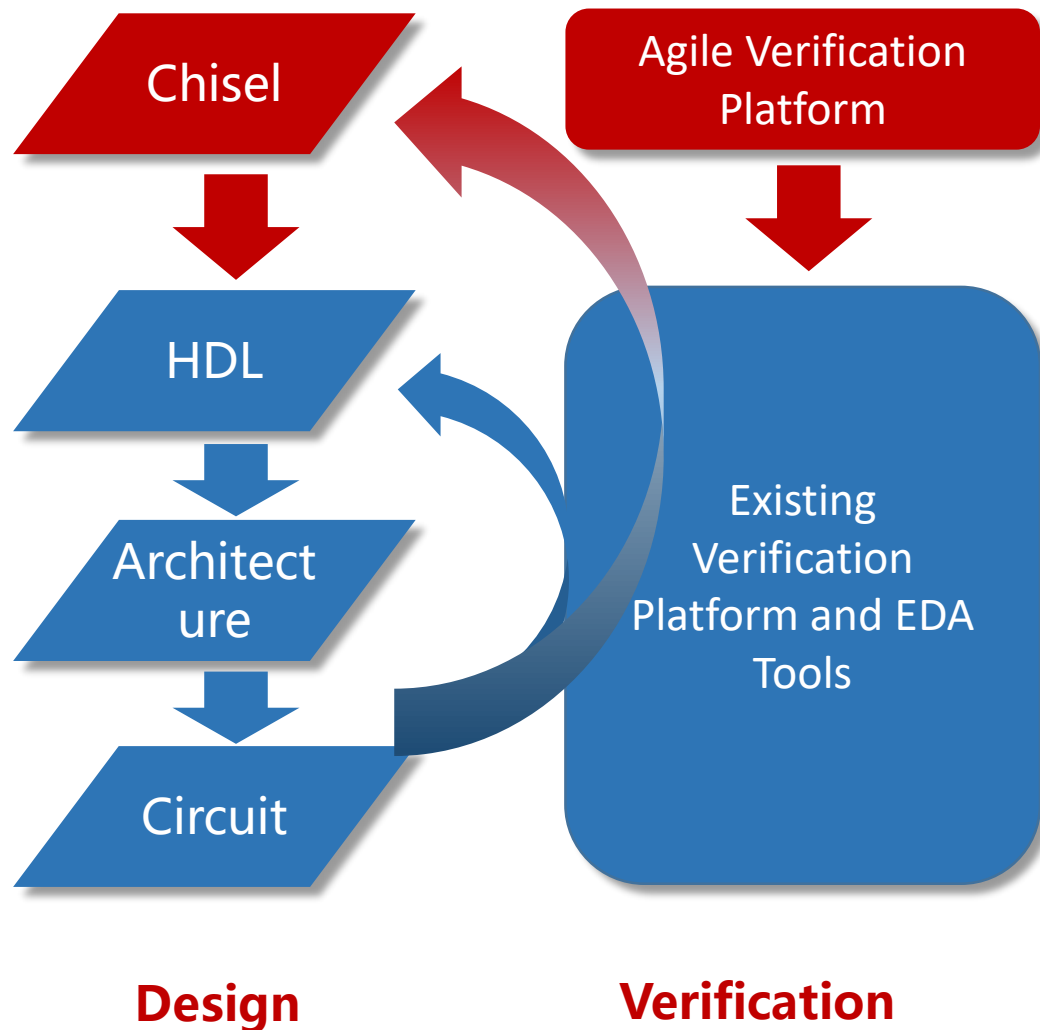 Chisel
Agile Verification
Platform
HDL
Architect
ure
Circuit
Existing
Verification
Platform and EDA
Tools
Design
Verification